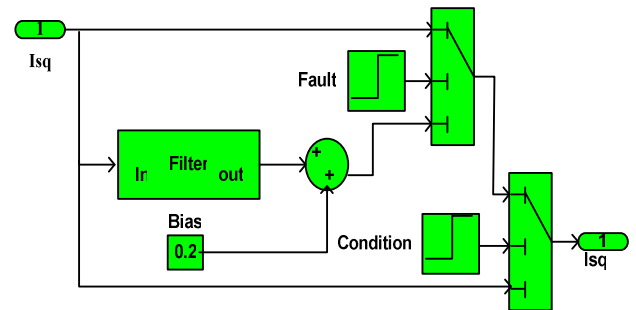 1
Isq
Fault
+
+
In Filter out
Bias
0.2
Condition
1
Isq